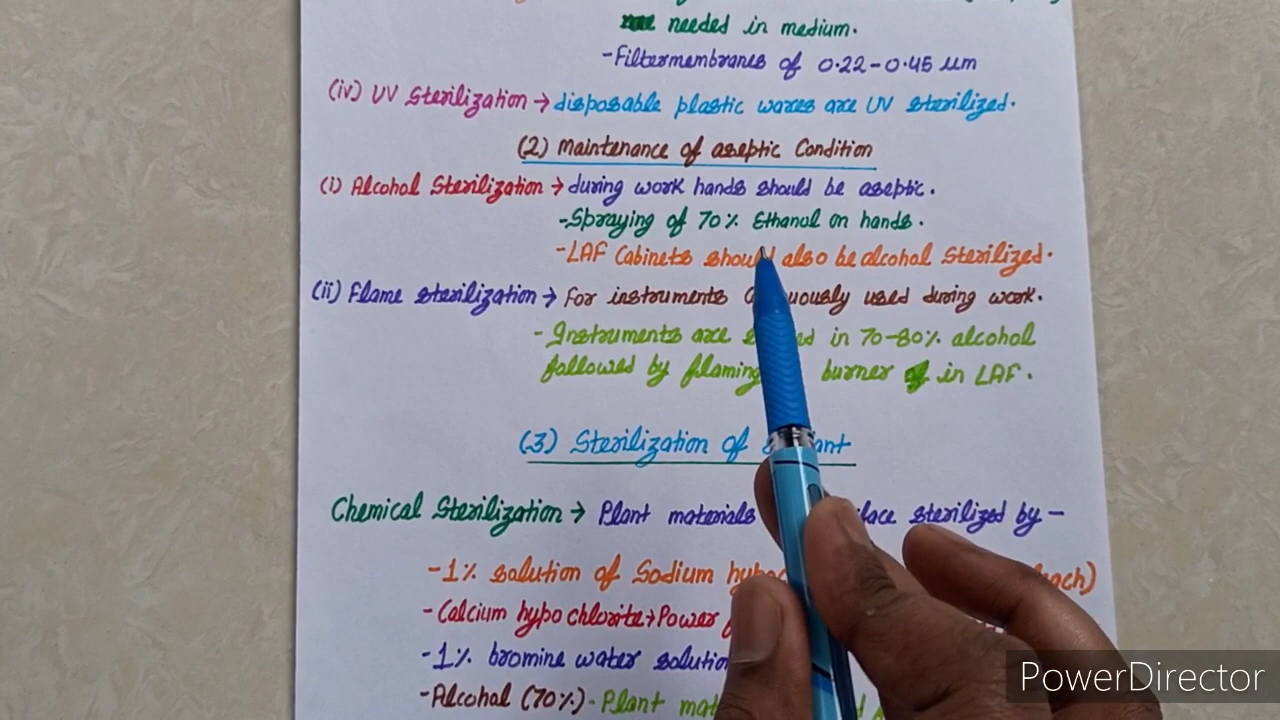 needed in medium.
-Filtermembranes of 0.22-0.45 µm
(iv) UV Sterilization → disposable plastic wares are UV sterilized.
(2) Maintenance of aseptic Condition
(i) Alcohol Sterilization → during work hands should be aseptic.
-Spraying of 70% Ethanol on hands.
-LAF Cabinets should also be alcohol sterilized.
(ii) Flame sterilization → For instruments used during work.
- Instruments are in 70-80% alcohol
followed by flaming burner in LAF.
(3) Sterilization of
Chemical Sterilization → Plant materials sterilized by -
-1% solution of Sodium
- Calcium hypo chlorite → Power
-1% bromine water solution
-Alcohol (70%) - Plant
PowerDirector